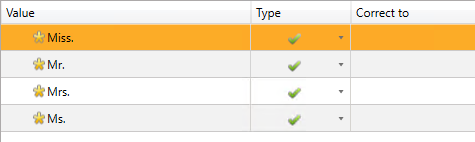 Value Type Correct to
Miss.
Mr.
Mrs.
Ms.